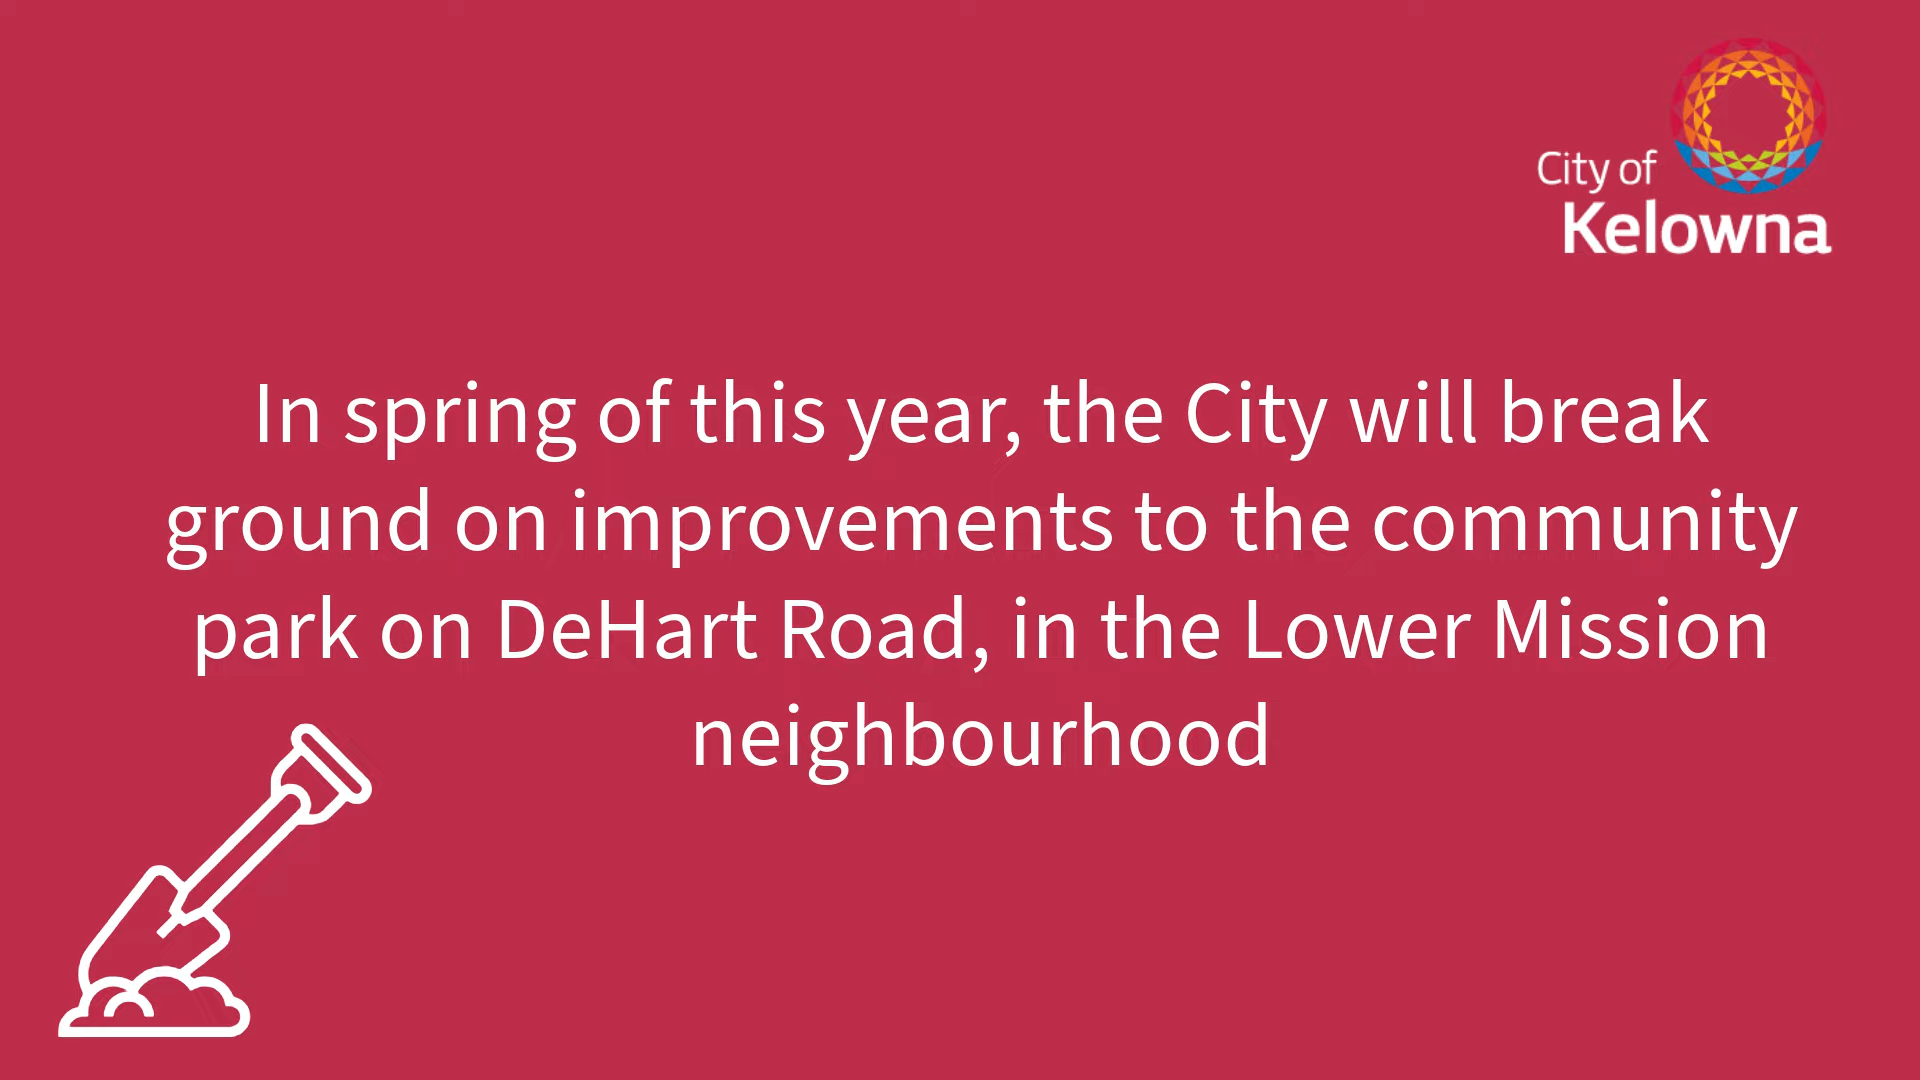 City of
Kelowna
In spring of this year, the City will break
ground on improvements to the community
park on DeHart Road, in the Lower Mission
neighbourhood